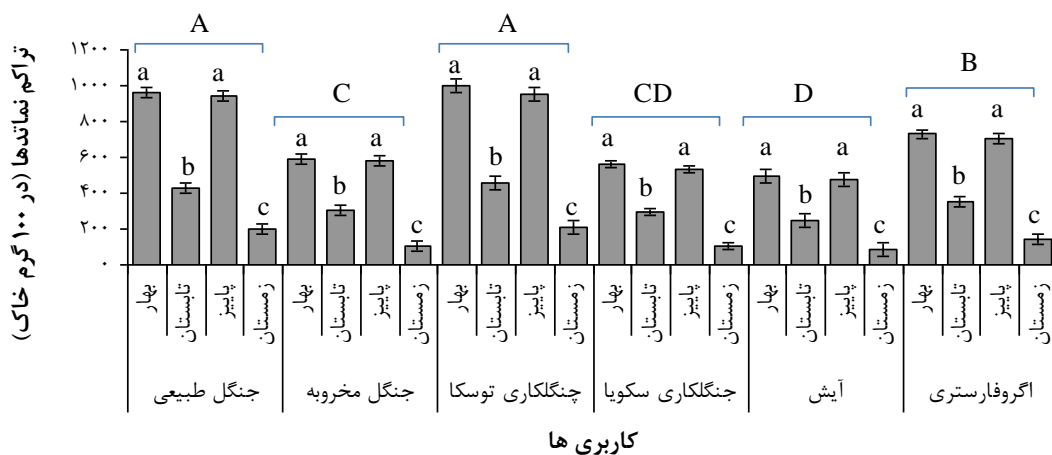 A A B
۱۲۰۰
۱۰۰۰
۸۰۰
۶۰۰
۴۰۰
۲۰۰
۰
تراکم نماتدها (در ۱۰۰ گرم خاک)
C CD D
a b a c
a b a c
a b a c
a b a c
a b a c
a b a c
بهار تابستان پاییز زمستان
بهار تابستان پاییز زمستان
بهار تابستان پاییز زمستان
بهار تابستان پاییز زمستان
بهار تابستان پاییز زمستان
بهار تابستان پاییز زمستان
جنگل طبیعی
جنگل مخروبه
چنگلکاری توسکا
جنگلکاری سکویا
آیش
اگروفارستری
کاربری ها